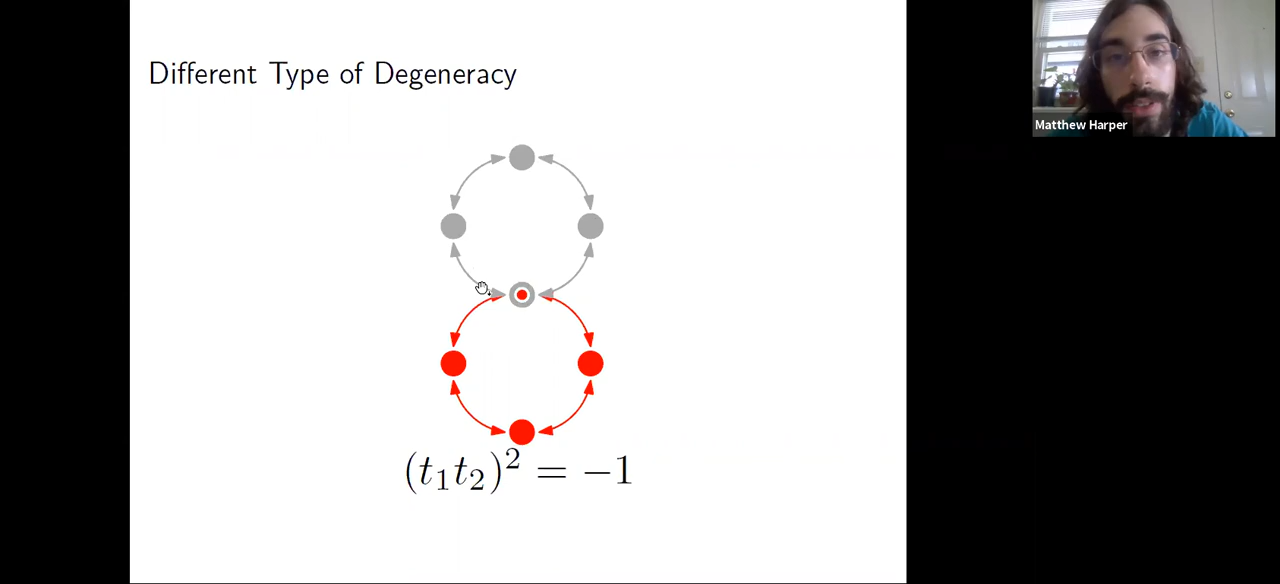 Different Type of Degeneracy
Matthew Harper
(t₁t₂)² = −1